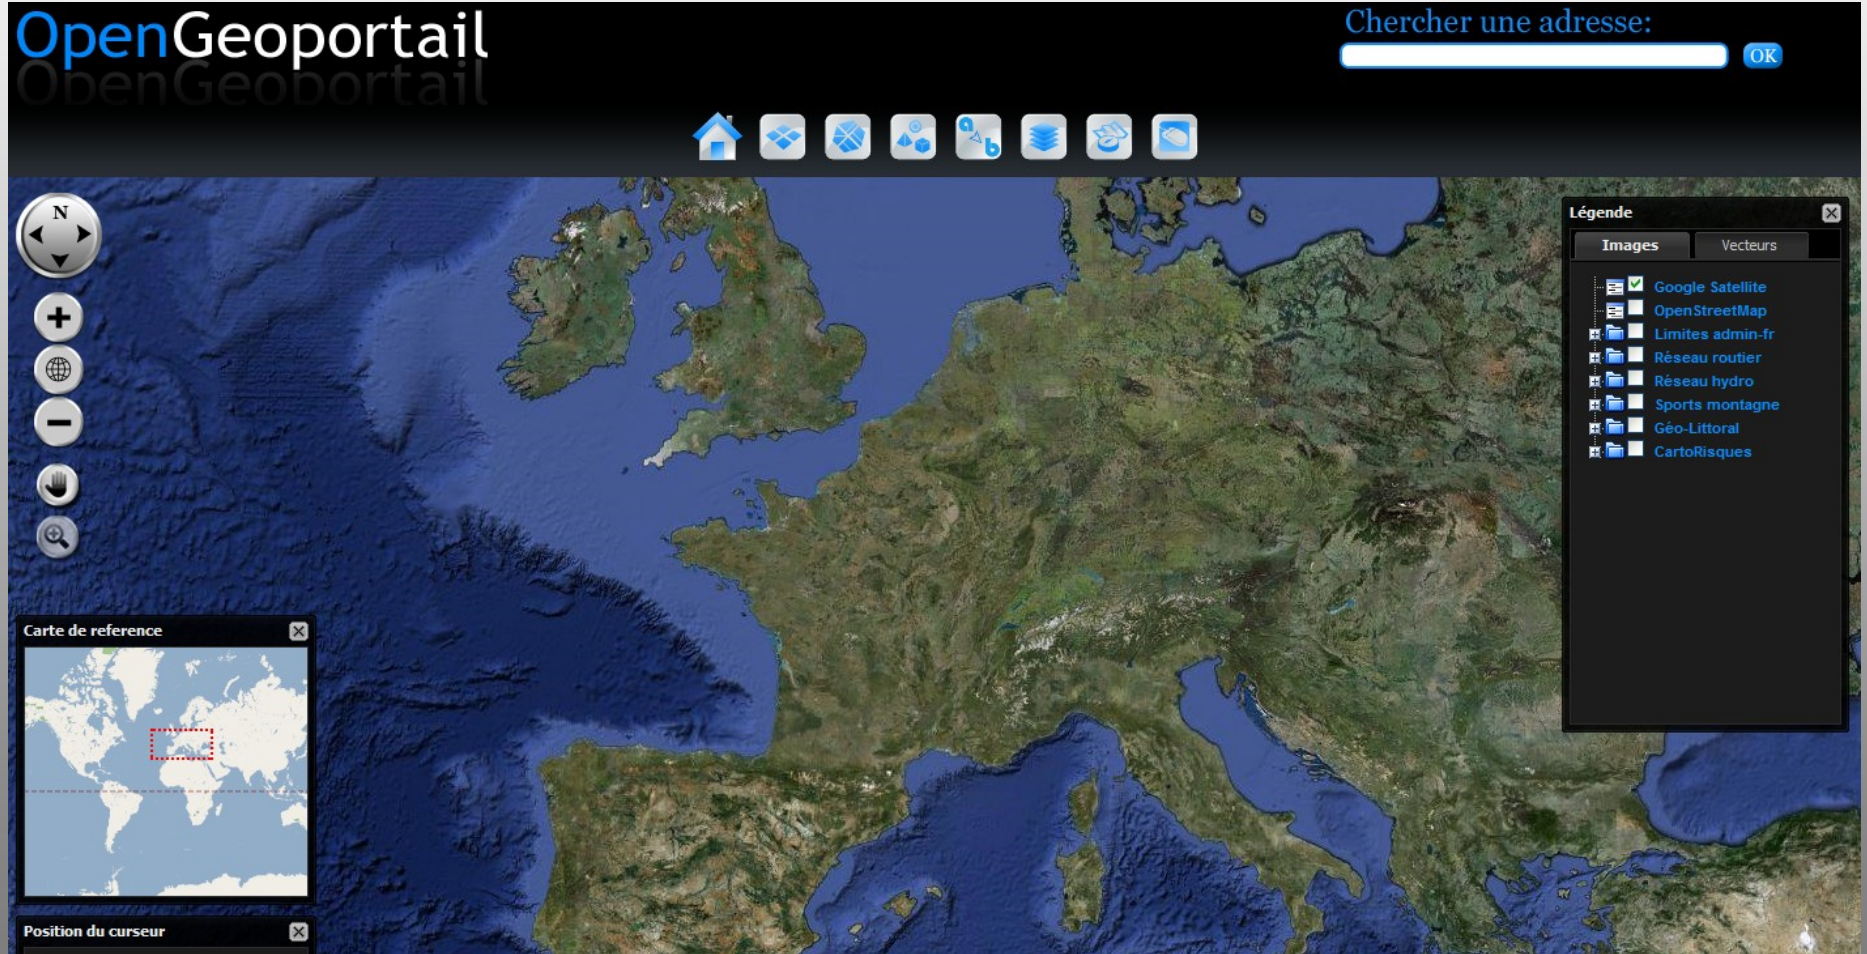 OpenGeoportail
Chercher une adresse:
OK
a
b
N
Légende
Images
Vecteurs
Google Satellite
OpenStreetMap
Limites admin-fr
Réseau routier
Réseau hydro
Sports montagne
Géo-Littoral
CartoRisques
Carte de reference
Position du curseur